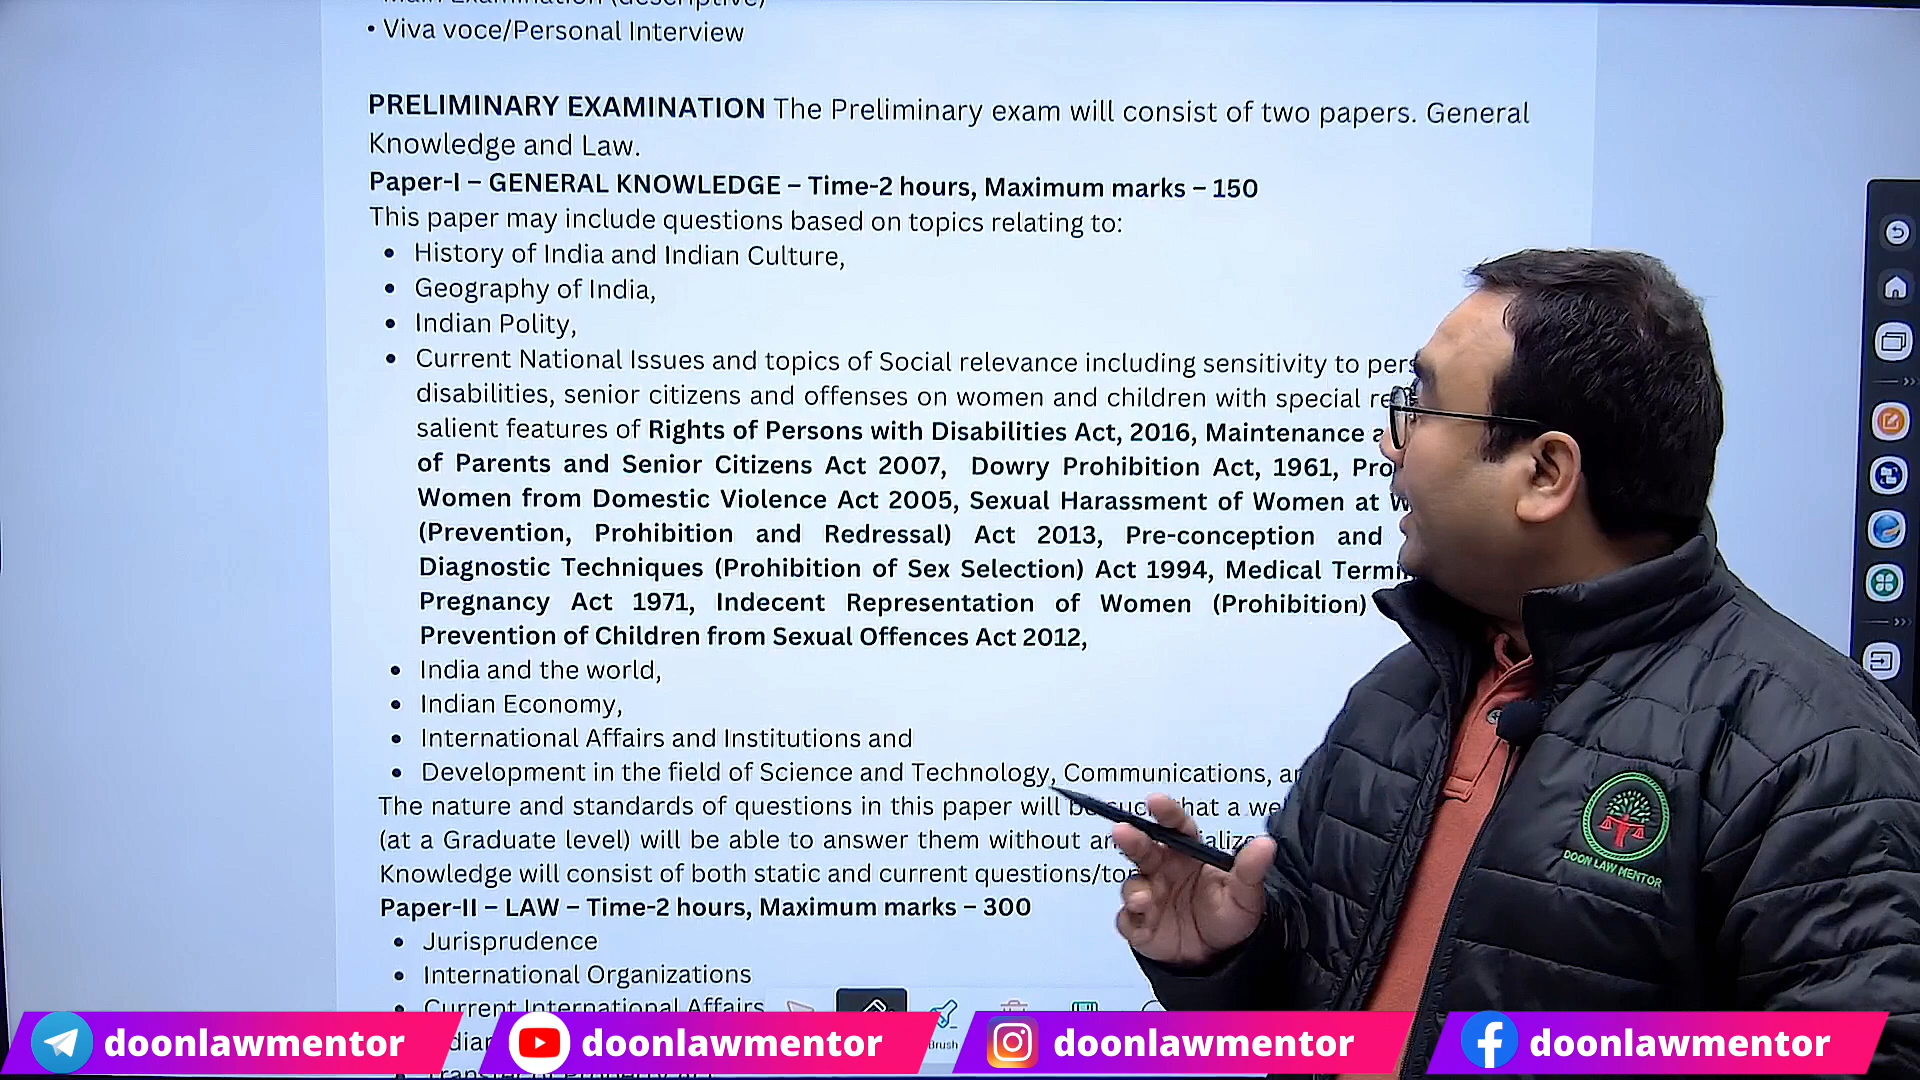 Main Examination (descriptive)
• Viva voce/Personal Interview
PRELIMINARY EXAMINATION The Preliminary exam will consist of two papers. General
Knowledge and Law.
Paper-I – GENERAL KNOWLEDGE – Time-2 hours, Maximum marks – 150
This paper may include questions based on topics relating to:
• History of India and Indian Culture,
• Geography of India,
• Indian Polity,
• Current National Issues and topics of Social relevance including sensitivity to
disabilities, senior citizens and offenses on women and children with special
salient features of Rights of Persons with Disabilities Act, 2016, Maintenance
of Parents and Senior Citizens Act 2007, Dowry Prohibition Act, 1961,
Women from Domestic Violence Act 2005, Sexual Harassment of Women at
(Prevention, Prohibition and Redressal) Act 2013, Pre-conception and
Diagnostic Techniques (Prohibition of Sex Selection) Act 1994, Medical
Pregnancy Act 1971, Indecent Representation of Women (Prohibition)
Prevention of Children from Sexual Offences Act 2012,
• India and the world,
• Indian Economy,
• International Affairs and Institutions and
• Development in the field of Science and Technology, Communications,
The nature and standards of questions in this paper will be such that a
(at a Graduate level) will be able to answer them without
Knowledge will consist of both static and current
Paper-II – LAW – Time-2 hours, Maximum marks – 300
• Jurisprudence
• International Organizations
• Current International Affairs
DOON LAW MENTOR
doonlawmentor
doonlawmentor
doonlawmentor
doonlawmentor